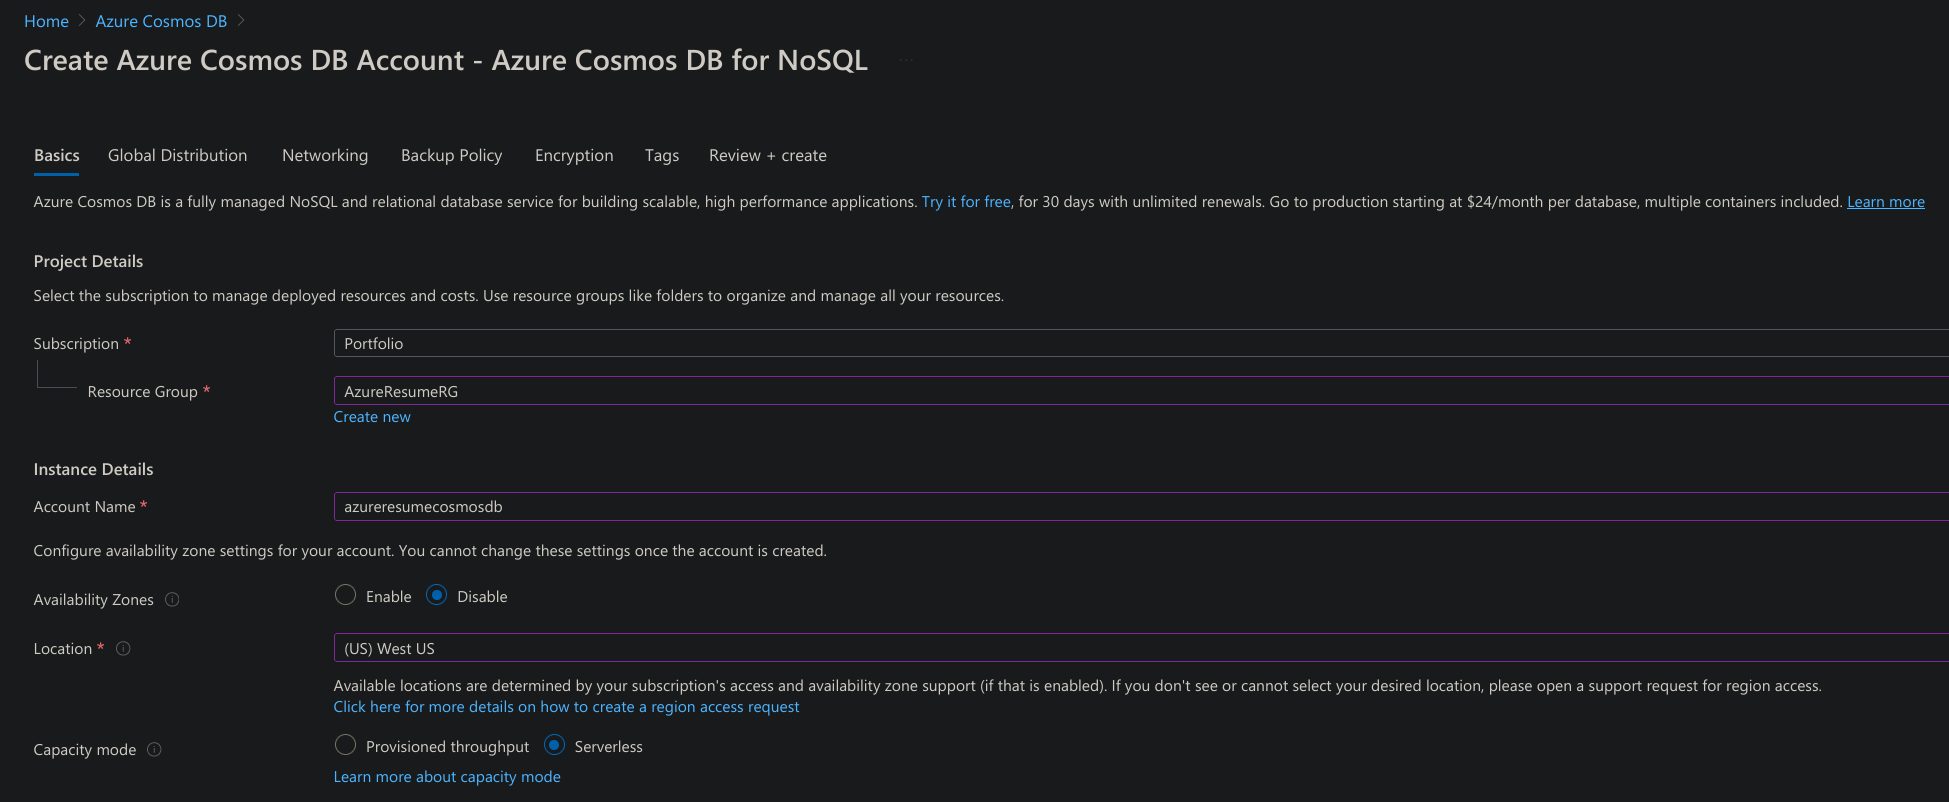 Home > Azure Cosmos DB >
Create Azure Cosmos DB Account - Azure Cosmos DB for NoSQL ...
Basics Global Distribution Networking Backup Policy Encryption Tags Review + create
Azure Cosmos DB is a fully managed NoSQL and relational database service for building scalable, high performance applications. Try it for free, for 30 days with unlimited renewals. Go to production starting at $24/month per database, multiple containers included. Learn more
Project Details
Select the subscription to manage deployed resources and costs. Use resource groups like folders to organize and manage all your resources.
Subscription * Portfolio
Resource Group * AzureResumeRG
Create new
Instance Details
Account Name * azureresumecosmosdb
Configure availability zone settings for your account. You cannot change these settings once the account is created.
Availability Zones Enable Disable
Location * (US) West US
Available locations are determined by your subscription's access and availability zone support (if that is enabled). If you don't see or cannot select your desired location, please open a support request for region access.
Click here for more details on how to create a region access request
Capacity mode Provisioned throughput Serverless
Learn more about capacity mode